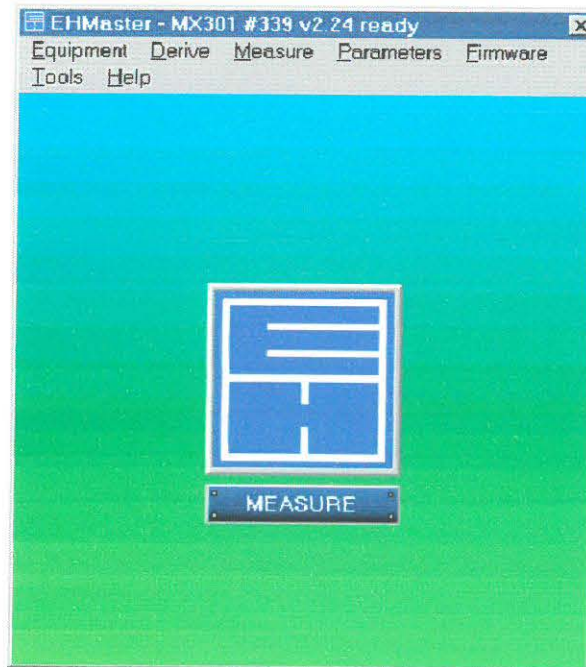 EHMaster - MX301 #339 v2.24 ready
Equipment Derive Measure Parameters Firmware
Tools Help
MEASURE